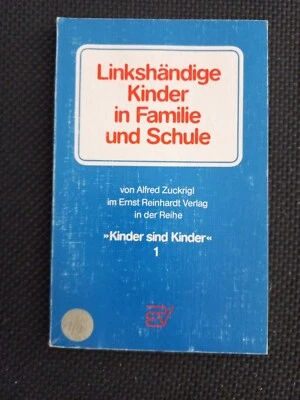 Linkshändige
Kinder
in Familie
und Schule
von Alfred Zuckrigl
im Ernst Reinhardt Verlag
in der Reihe
»Kinder sind Kinder«
1